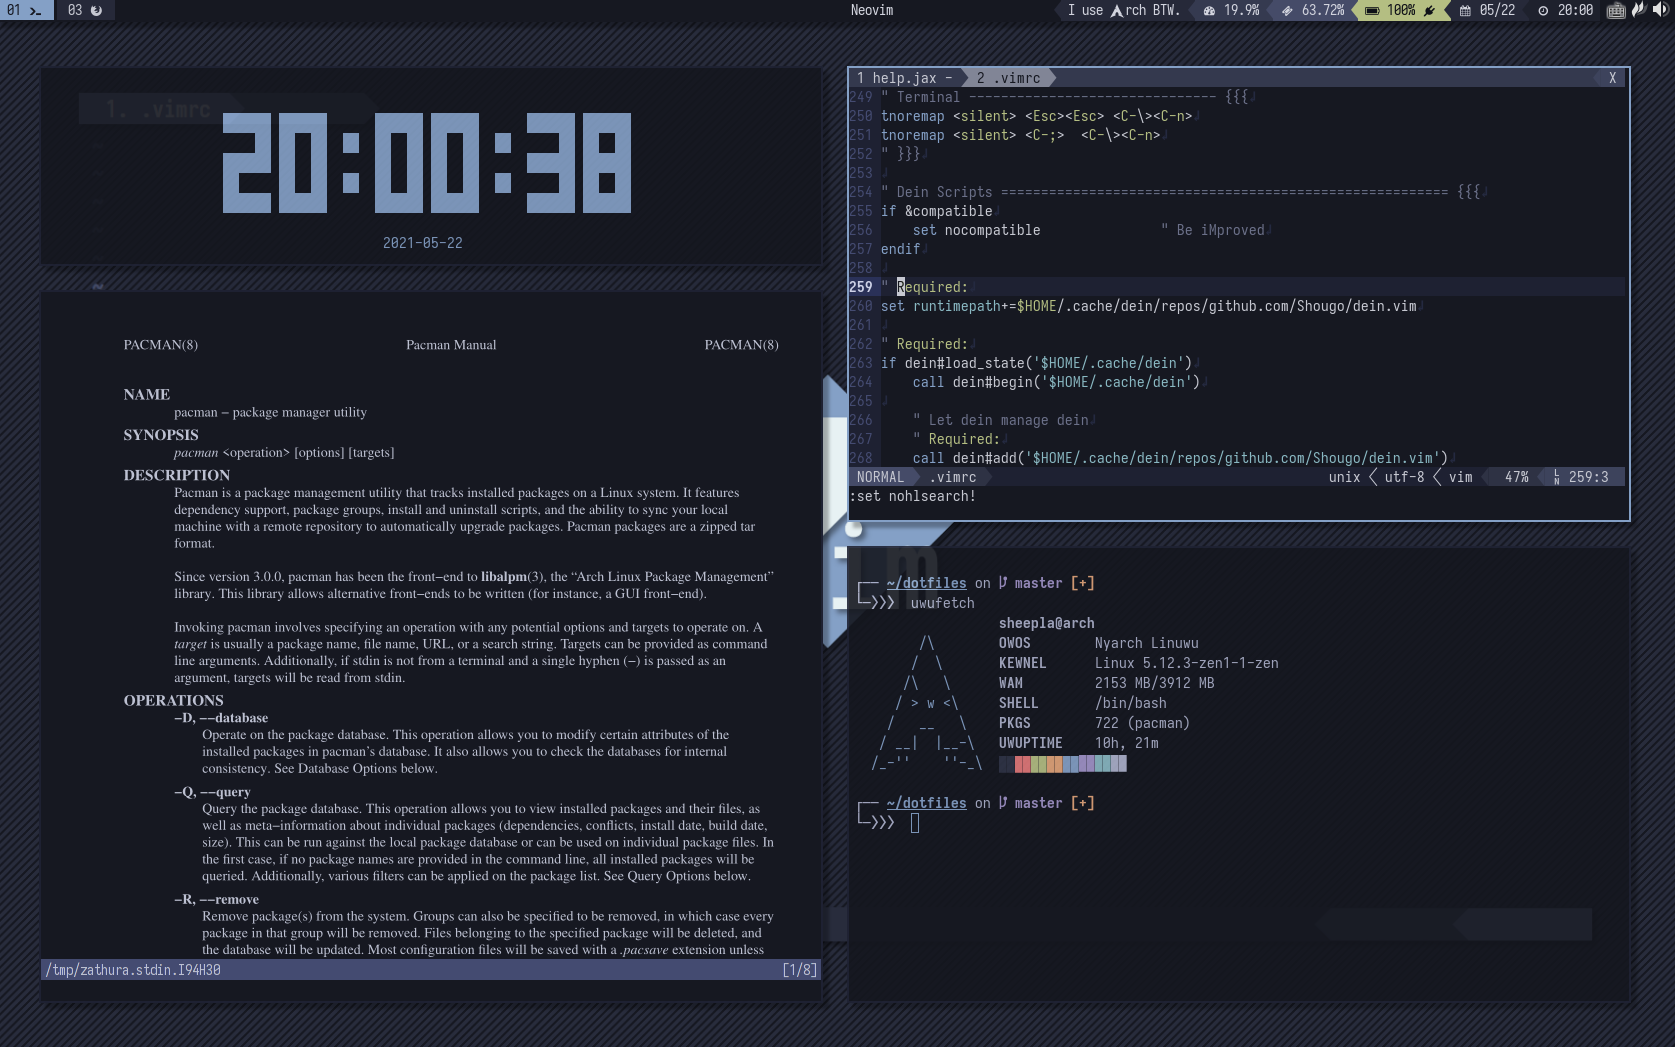 01
03
Neovim
I use rch BTW.
19.9%
63.72%
100%
05/22
20:00
1. .vimrc
20:00:38
2021-05-22
PACMAN(8) Pacman Manual PACMAN(8)
NAME
pacman − package manager utility
SYNOPSIS
pacman <operation> [options] [targets]
DESCRIPTION
Pacman is a package management utility that tracks installed packages on a Linux system. It features
dependency support, package groups, install and uninstall scripts, and the ability to sync your local
machine with a remote repository to automatically upgrade packages. Pacman packages are a zipped tar
format.
Since version 3.0.0, pacman has been the front−end to libalpm(3), the “Arch Linux Package Management”
library. This library allows alternative front−ends to be written (for instance, a GUI front−end).
Invoking pacman involves specifying an operation with any potential options and targets to operate on. A
target is usually a package name, file name, URL, or a search string. Targets can be provided as command
line arguments. Additionally, if stdin is not from a terminal and a single hyphen (−) is passed as an
argument, targets will be read from stdin.
OPERATIONS
−D, −−database
Operate on the package database. This operation allows you to modify certain attributes of the
installed packages in pacman’s database. It also allows you to check the databases for internal
consistency. See Database Options below.
−Q, −−query
Query the package database. This operation allows you to view installed packages and their files, as
well as meta−information about individual packages (dependencies, conflicts, install date, build date,
size). This can be run against the local package database or can be used on individual package files. In
the first case, if no package names are provided in the command line, all installed packages will be
queried. Additionally, various filters can be applied on the package list. See Query Options below.
−R, −−remove
Remove package(s) from the system. Groups can also be specified to be removed, in which case every
package in that group will be removed. Files belonging to the specified package will be deleted, and
the database will be updated. Most configuration files will be saved with a .pacsave extension unless
/tmp/zathura.stdin.I94H30 [1/8]
1 help.jax - 2 .vimrc X
249 " Terminal ------------------------------- {{{
250 tnoremap <silent> <Esc><Esc> <C-\><C-n>
251 tnoremap <silent> <C-;>  <C-\><C-n>
252 " }}}
253
254 " Dein Scripts ======================================================== {{{
255 if &compatible
256     set nocompatible               " Be iMproved
257 endif
258
259 " Required:
260 set runtimepath+=$HOME/.cache/dein/repos/github.com/Shougo/dein.vim
261
262 " Required:
263 if dein#load_state('$HOME/.cache/dein')
264     call dein#begin('$HOME/.cache/dein')
265
266     " Let dein manage dein
267     " Required:
268     call dein#add('$HOME/.cache/dein/repos/github.com/Shougo/dein.vim')
NORMAL .vimrc unix utf-8 vim 47% LN 259:3
:set nohlsearch!
im
~/dotfiles on master [+]
>>> uwufetch
sheepla@arch
OWOS Nyarch Linuwu
KEWNEL Linux 5.12.3-zen1-1-zen
WAM 2153 MB/3912 MB
SHELL /bin/bash
PKGS 722 (pacman)
UWUPTIME 10h, 21m
~/dotfiles on master [+]
>>>